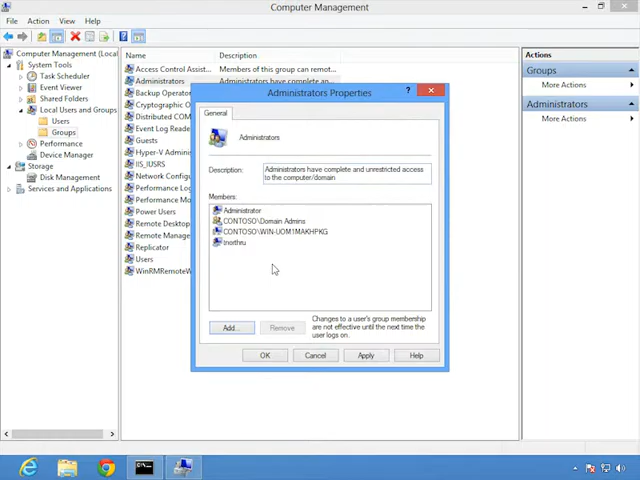 Computer Management
File Action View Help
Computer Management (Local
System Tools
Task Scheduler
Event Viewer
Shared Folders
Local Users and Groups
Users
Groups
Performance
Device Manager
Storage
Disk Management
Services and Applications
Name Description
Access Control Assist... Members of this group can remot...
Administrators Administrators have complete an...
Backup Operator
Cryptographic O
Distributed COM
Event Log Reade
Guests
Hyper-V Adminis
IIS_IUSRS
Network Configu
Performance Log
Performance Mo
Power Users
Remote Desktop
Remote Manage
Replicator
Users
WinRMRemoteW
Administrators Properties
?
General
Administrators
Description:
Administrators have complete and unrestricted access
to the computer/domain
Members:
Administrator
CONTOSO\Domain Admins
CONTOSO\WIN-UOM1MAKHPKG
tnorthru
Add...
Remove
Changes to a user's group membership
are not effective until the next time the
user logs on.
OK
Cancel
Apply
Help
Actions
Groups
More Actions
Administrators
More Actions